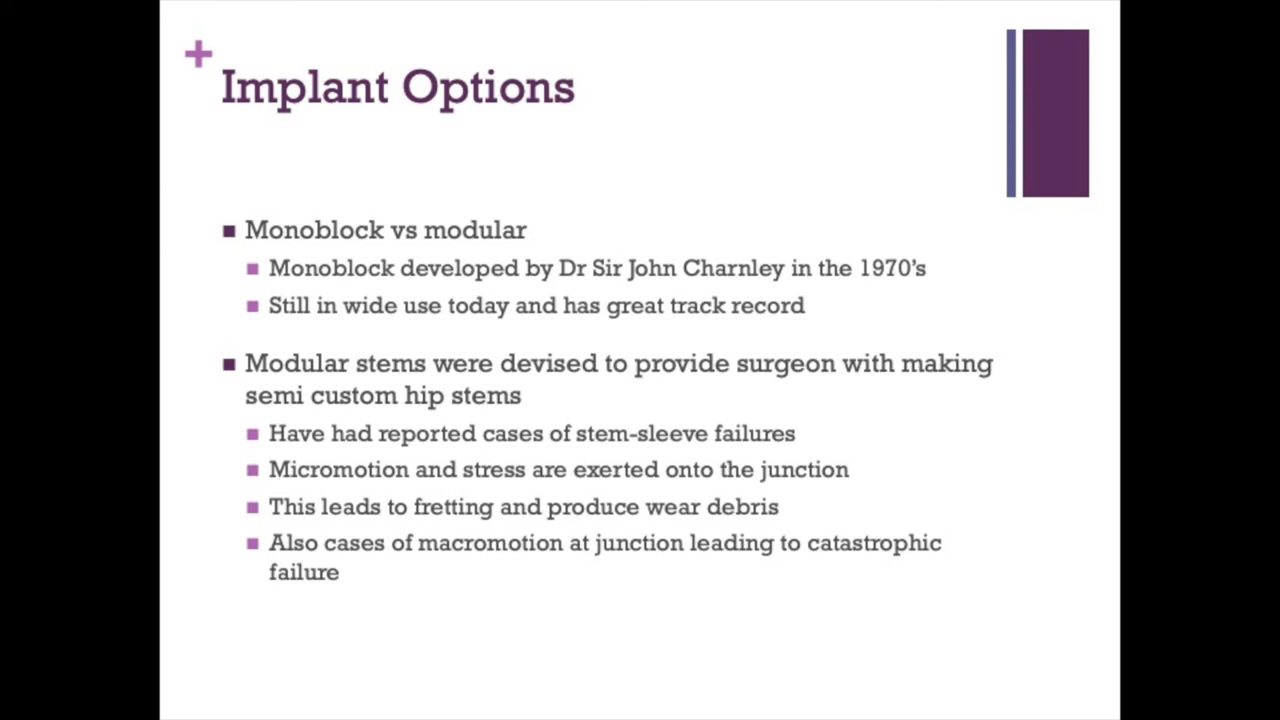 Implant Options
Monoblock vs modular
Monoblock developed by Dr Sir John Charnley in the 1970’s
Still in wide use today and has great track record
Modular stems were devised to provide surgeon with making
semi custom hip stems
Have had reported cases of stem-sleeve failures
Micromotion and stress are exerted onto the junction
This leads to fretting and produce wear debris
Also cases of macromotion at junction leading to catastrophic
failure